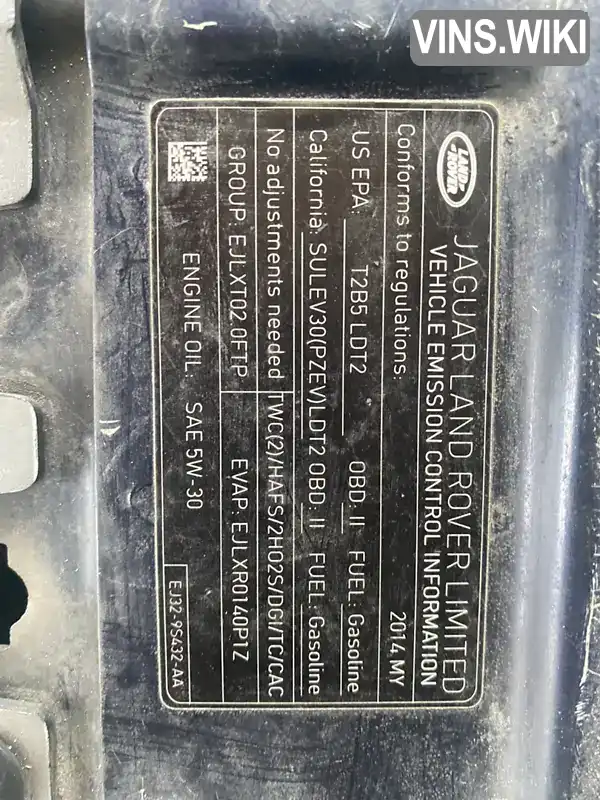 VINS.WIKI
LAND ROVER
JAGUAR LAND ROVER LIMITED
VEHICLE EMISSION CONTROL INFORMATION
Conforms to regulations: 2014 MY
US EPA: T2B5 LDT2 OBD: II FUEL: Gasoline
California: SULEV30(PZEV)LDT2 OBD: II FUEL: Gasoline
No adjustments needed TWC(2)/HAFS/2HO2S/DGI/TC/CAC
GROUP: EJLXT02.0FTP EVAP: EJLXR0140P1Z
ENGINE OIL: SAE 5W-30
EJ32-9S432-AA